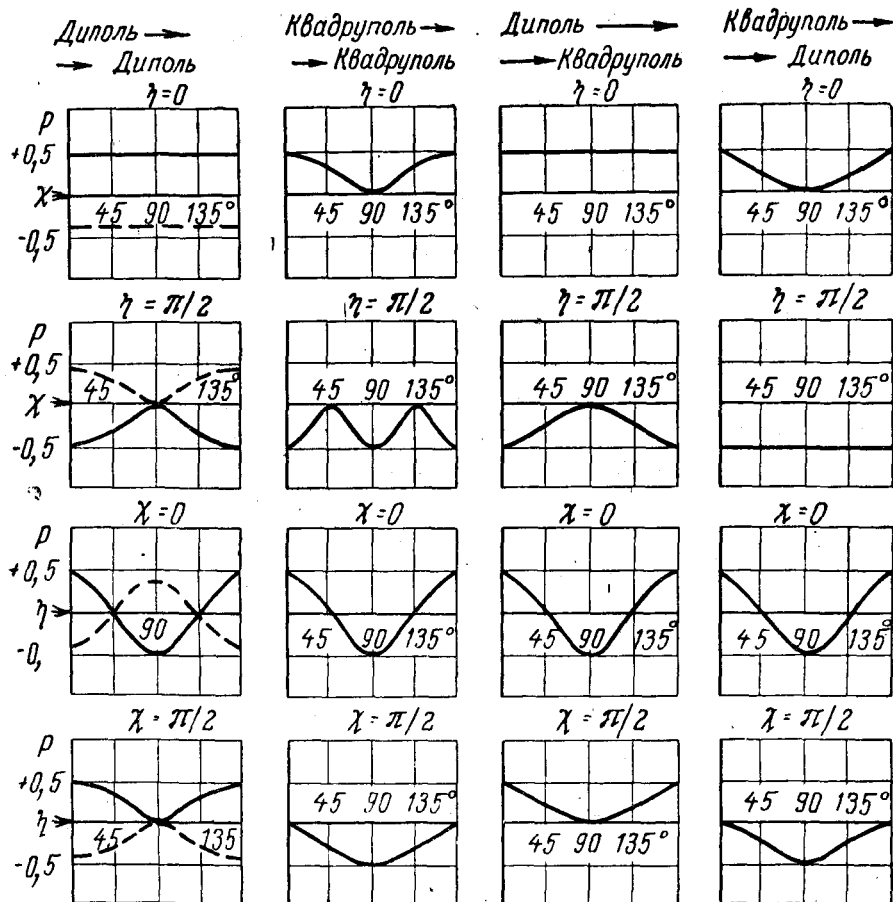 Диполь → Квадруполь → Диполь → Квадруполь →
→ Диполь → Квадруполь → Квадруполь → Диполь
η=0 η=0 η=0 η=0
P
+0,5
χ
45 90 135° 45 90 135° 45 90 135° 45 90 135°
-0,5
η = π/2 η = π/2 η = π/2 η = π/2
P
+0,5
45 135° 45 90 135° 45 90 135° 45 90 135°
χ
-0,5
χ=0 χ=0 χ=0 χ=0
P
+0,5
η
90 45 90 135° 45 90 135° 45 90 135°
-0,
χ = π/2 χ = π/2 χ = π/2 χ = π/2
P
+0,5
45 90 135° 45 90 135°
η
45 135 45 90 135°
-0,5